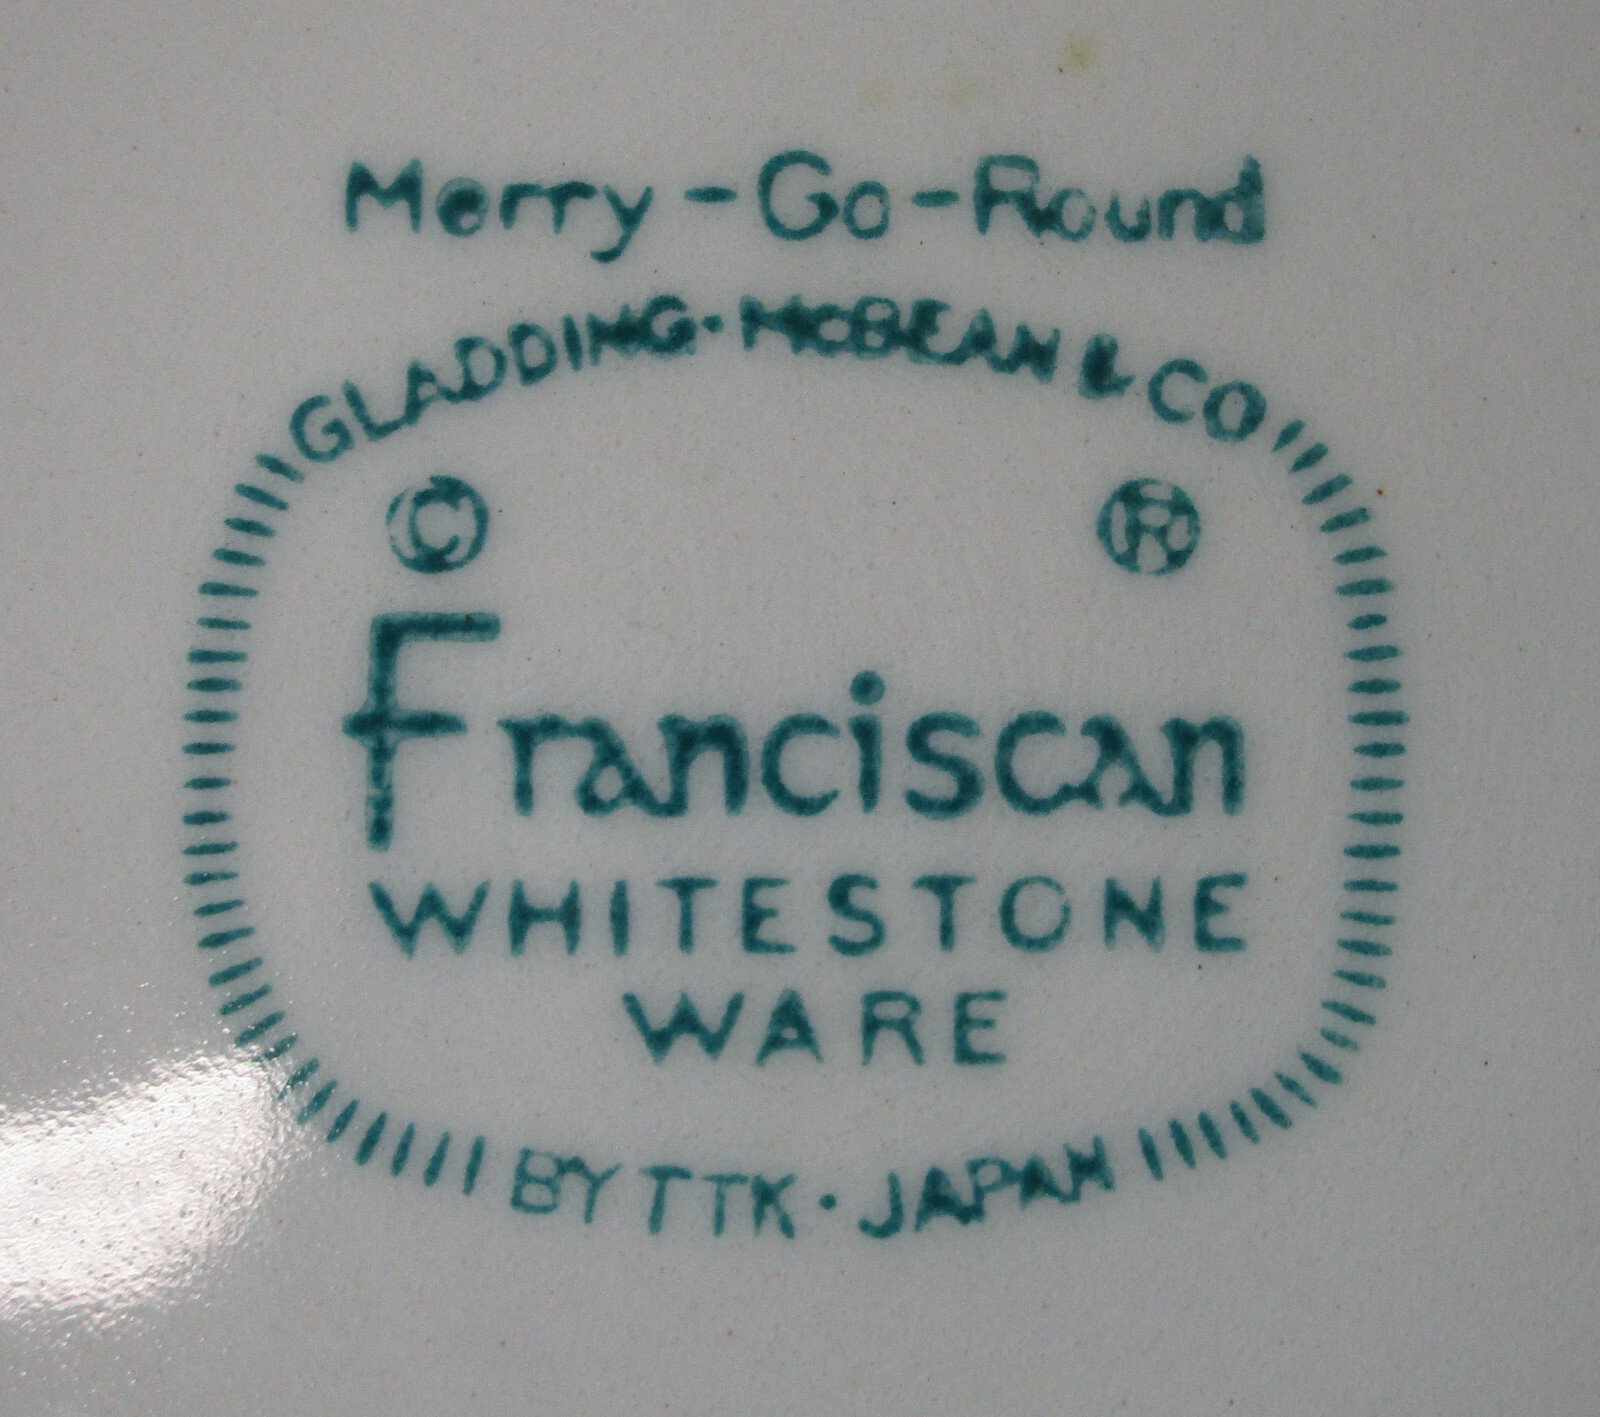 Merry-Go-Round
GLADDING·McBEAN & CO
© ®
Franciscan
WHITESTONE
WARE
BY TTK · JAPAN